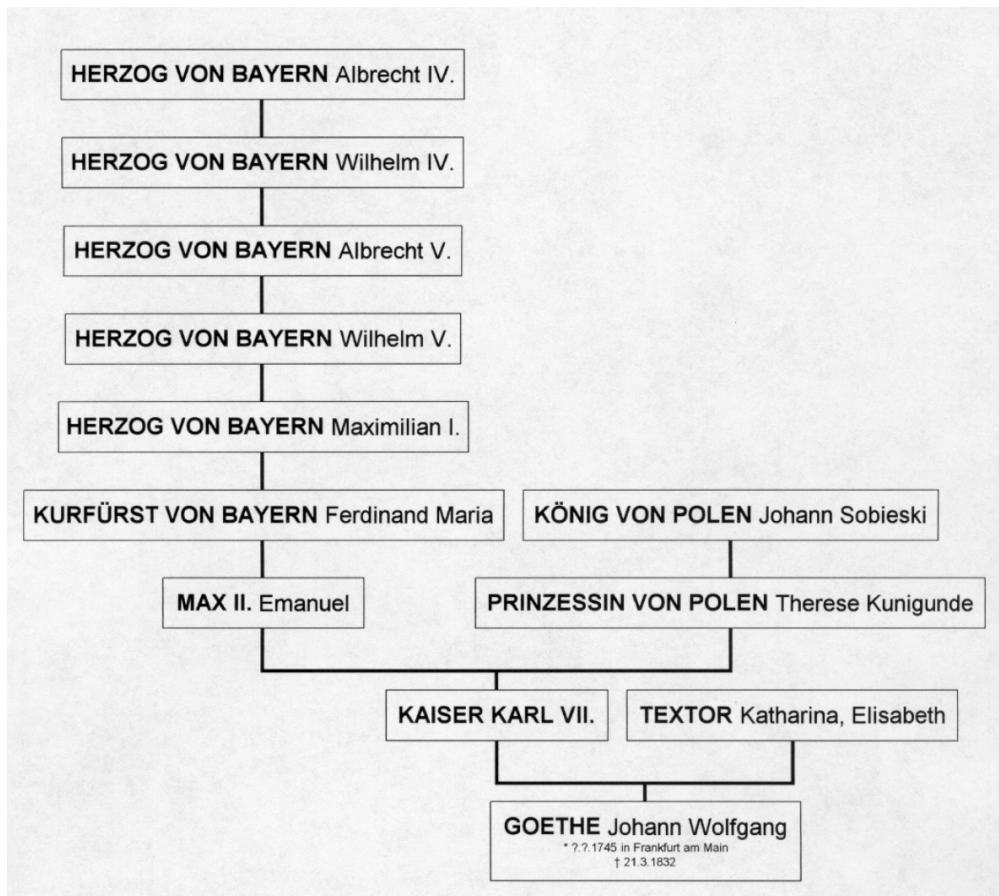 HERZOG VON BAYERN Albrecht IV.
HERZOG VON BAYERN Wilhelm IV.
HERZOG VON BAYERN Albrecht V.
HERZOG VON BAYERN Wilhelm V.
HERZOG VON BAYERN Maximilian I.
KURFÜRST VON BAYERN Ferdinand Maria
KÖNIG VON POLEN Johann Sobieski
MAX II. Emanuel
PRINZESSIN VON POLEN Therese Kunigunde
KAISER KARL VII.
TEXTOR Katharina, Elisabeth
GOETHE Johann Wolfgang
* ?.?.1745 in Frankfurt am Main
† 21.3.1832